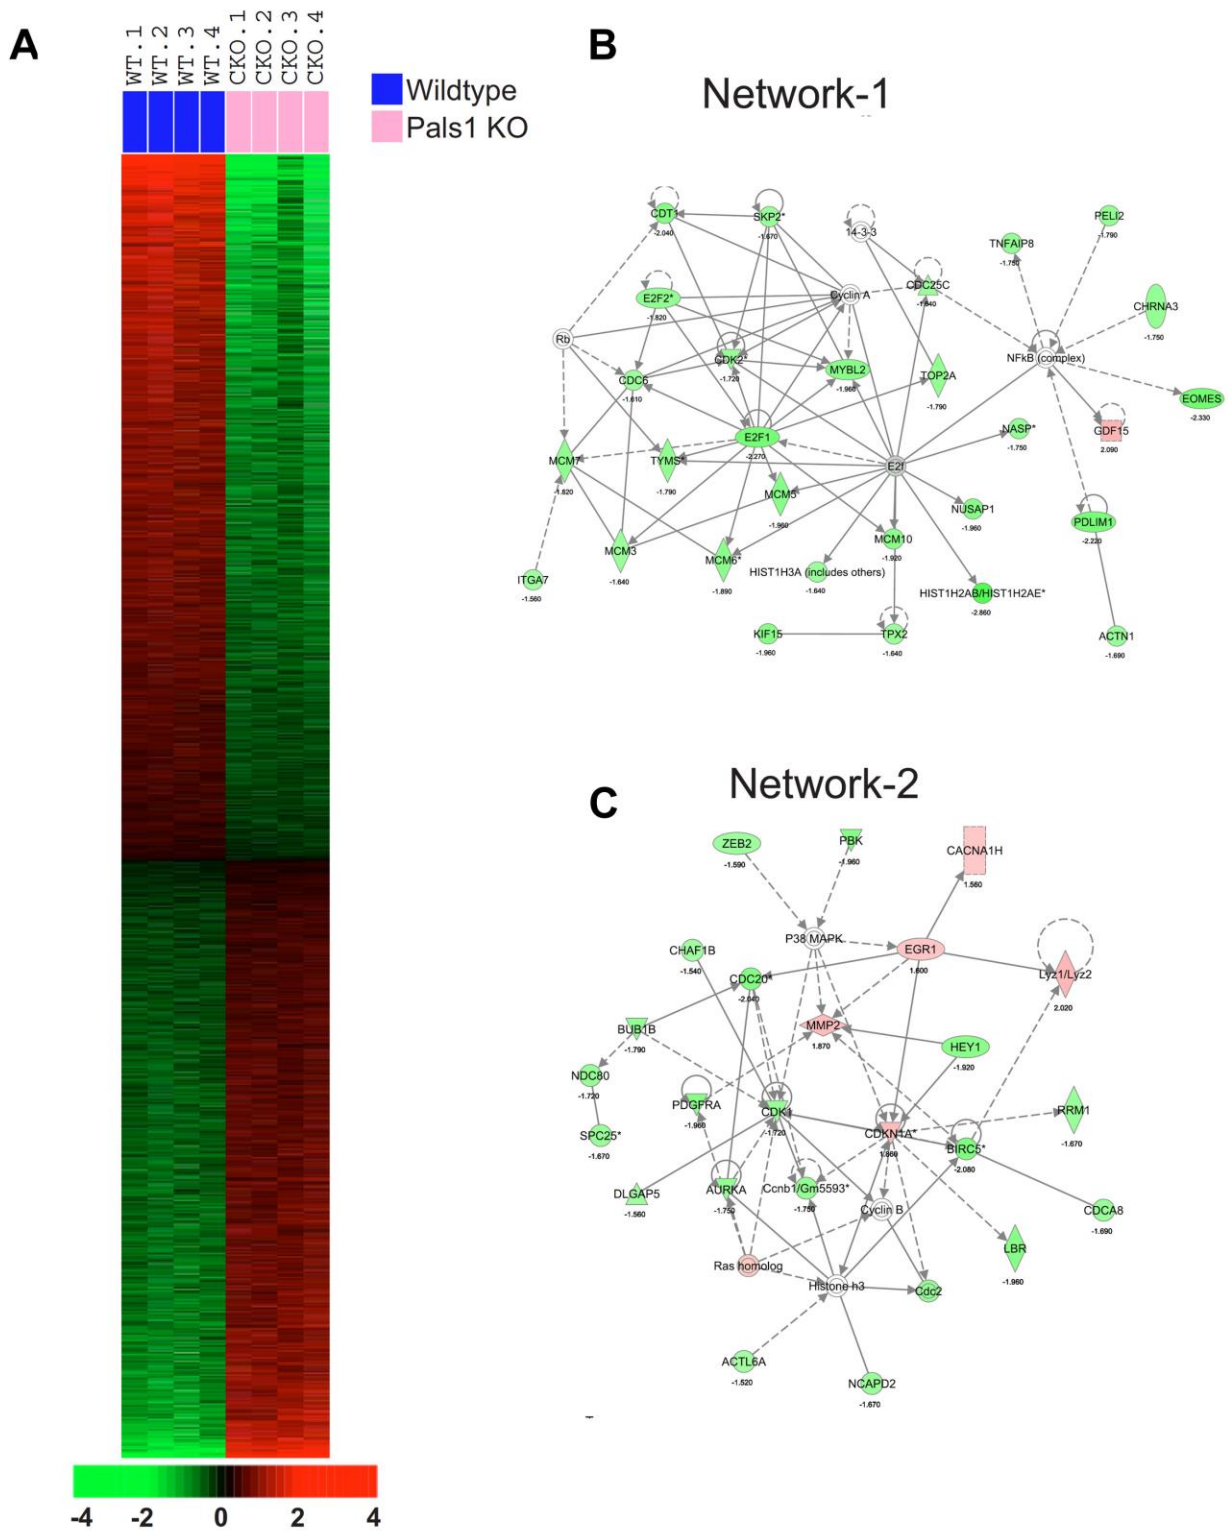 A
WT.1
WT.2
WT.3
WT.4
CKO.1
CKO.2
CKO.3
CKO.4
Wildtype
Pals1 KO
-4 -2 0 2 4
B
Network-1
CDT1
-2.040
SKP2*
-1.670
14-3-3
PELI2
-1.790
TNFAIP8
-1.750
E2F2*
-1.820
Cyclin A
CDC25C
-1.840
CHRNA3
-1.750
Rb
CDK2*
-1.720
NFkB (complex)
CDC6
-1.610
MYBL2
-1.960
TOP2A
-1.790
EOMES
-2.330
E2F1
-2.270
NASP*
-1.750
GDF15
2.090
MCM7
-1.820
TYMS*
-1.790
E2f
MCM5
-1.960
NUSAP1
-1.960
PDLIM1
-2.220
MCM3
-1.640
MCM6*
-1.890
MCM10
-1.920
ITGA7
-1.560
HIST1H3A (includes others)
-1.640
HIST1H2AB/HIST1H2AE*
-2.860
KIF15
-1.960
TPX2
-1.640
ACTN1
-1.690
C
Network-2
ZEB2
-1.590
PBK
-1.960
CACNA1H
1.560
P38 MAPK
CHAF1B
-1.540
EGR1
1.600
CDC20*
-2.040
Lyz1/Lyz2
2.020
BUB1B
-1.790
MMP2
1.870
HEY1
-1.920
NDC80
-1.720
PDGFRA
-1.960
CDK1
-1.720
RRM1
-1.670
SPC25*
-1.670
CDKN1A*
1.860
BIRC5*
-2.080
DLGAP5
-1.560
AURKA
-1.750
Ccnb1/Gm5593*
-1.750
Cyclin B
CDCA8
-1.690
LBR
-1.960
Ras homolog
Histone h3
Cdc2
ACTL6A
-1.520
NCAPD2
-1.670